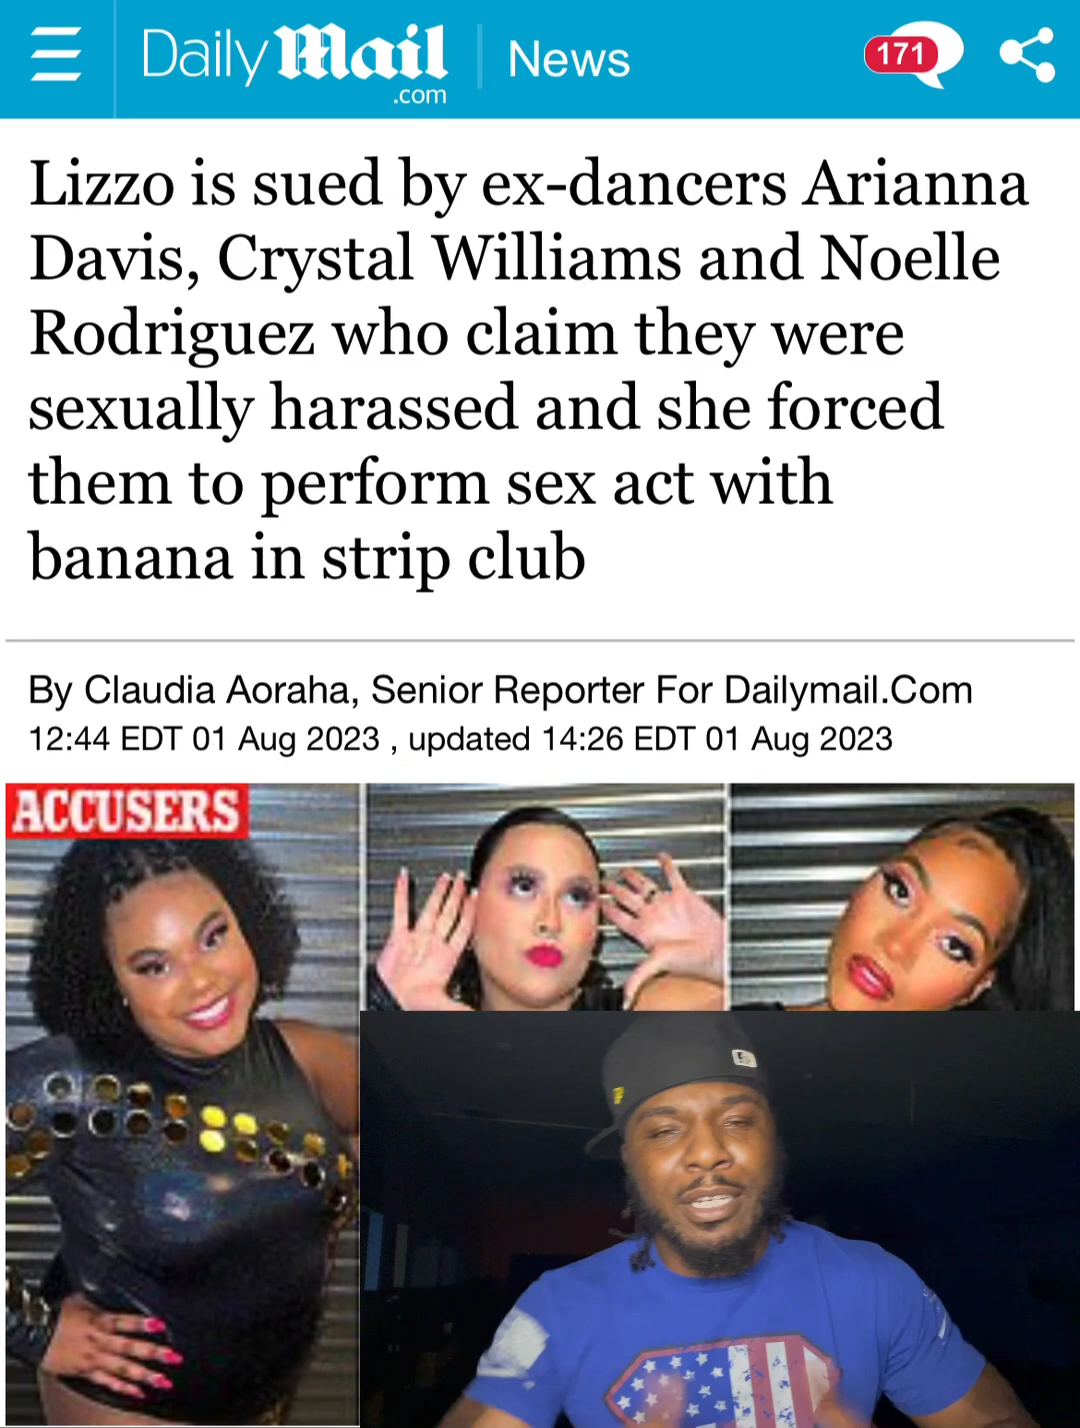 DailyMail News 171
.com
Lizzo is sued by ex-dancers Arianna
Davis, Crystal Williams and Noelle
Rodriguez who claim they were
sexually harassed and she forced
them to perform sex act with
banana in strip club
By Claudia Aoraha, Senior Reporter For Dailymail.Com
12:44 EDT 01 Aug 2023 , updated 14:26 EDT 01 Aug 2023
ACCUSERS